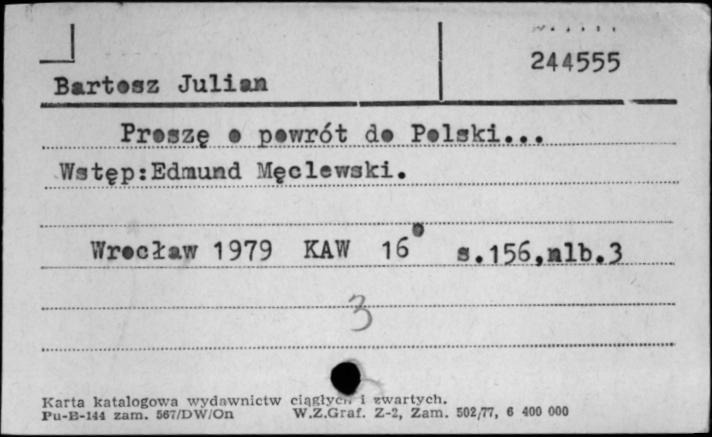 244555
Bartosz Julian
Proszę o powrót do Polski...
Wstęp:Edmund Męclewski.
Wrocław 1979 KAW 16° s.156,nlb.3
3
Karta katalogowa wydawnictw ciągłych i zwartych.
Pu-B-144 zam. 567/DW/On W.Z.Graf. Z-2, Zam. 502/77, 6 400 000